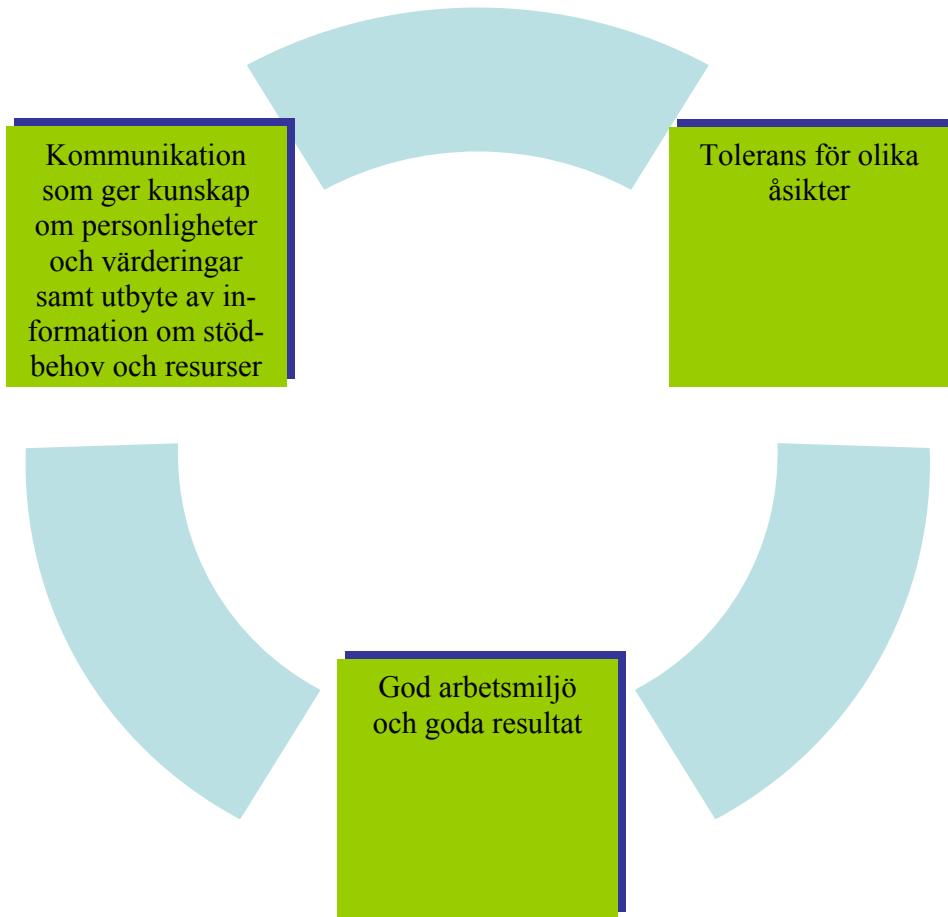 Kommunikation
som ger kunskap
om personligheter
och värderingar
samt utbyte av in-
formation om stöd-
behov och resurser
Tolerans för olika
åsikter
God arbetsmiljö
och goda resultat